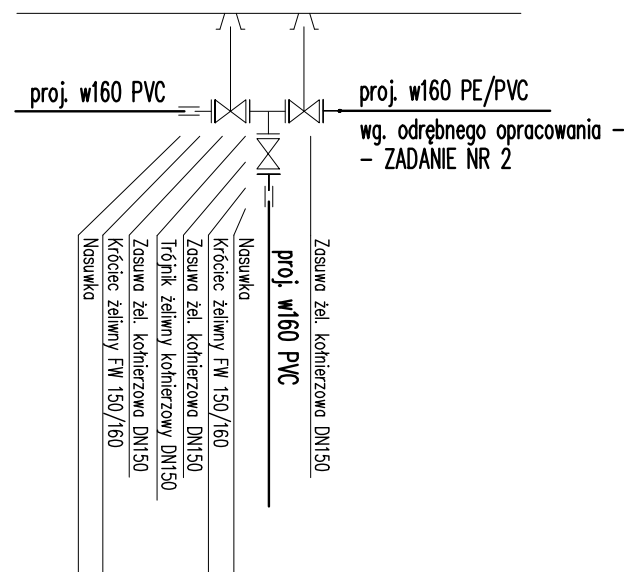 proj. w160 PVC
proj. w160 PE/PVC
wg. odrębnego opracowania –
– ZADANIE NR 2
Nasuwka
Króciec żeliwny FW 150/160
Zasuwa żel. kołnierzowa DN150
Trójnik żeliwny kołnierzowy DN150
Zasuwa żel. kołnierzowa DN150
Króciec żeliwny FW 150/160
Nasuwka
proj. w160 PVC
Zasuwa żel. kołnierzowa DN150